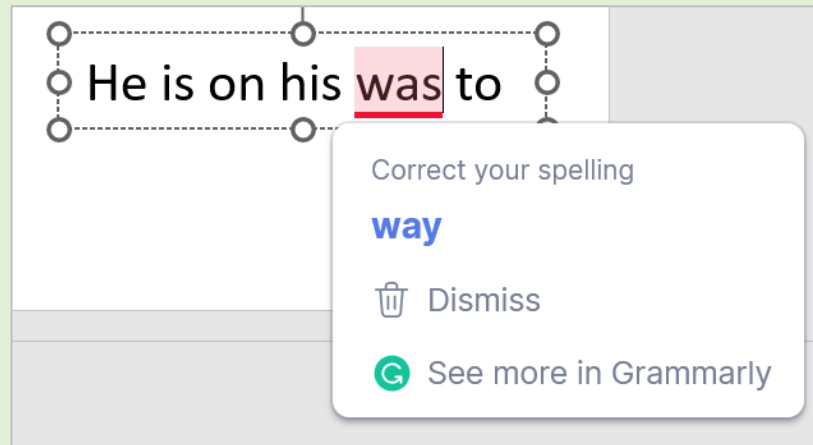 He is on his was to
Correct your spelling
way
Dismiss
See more in Grammarly